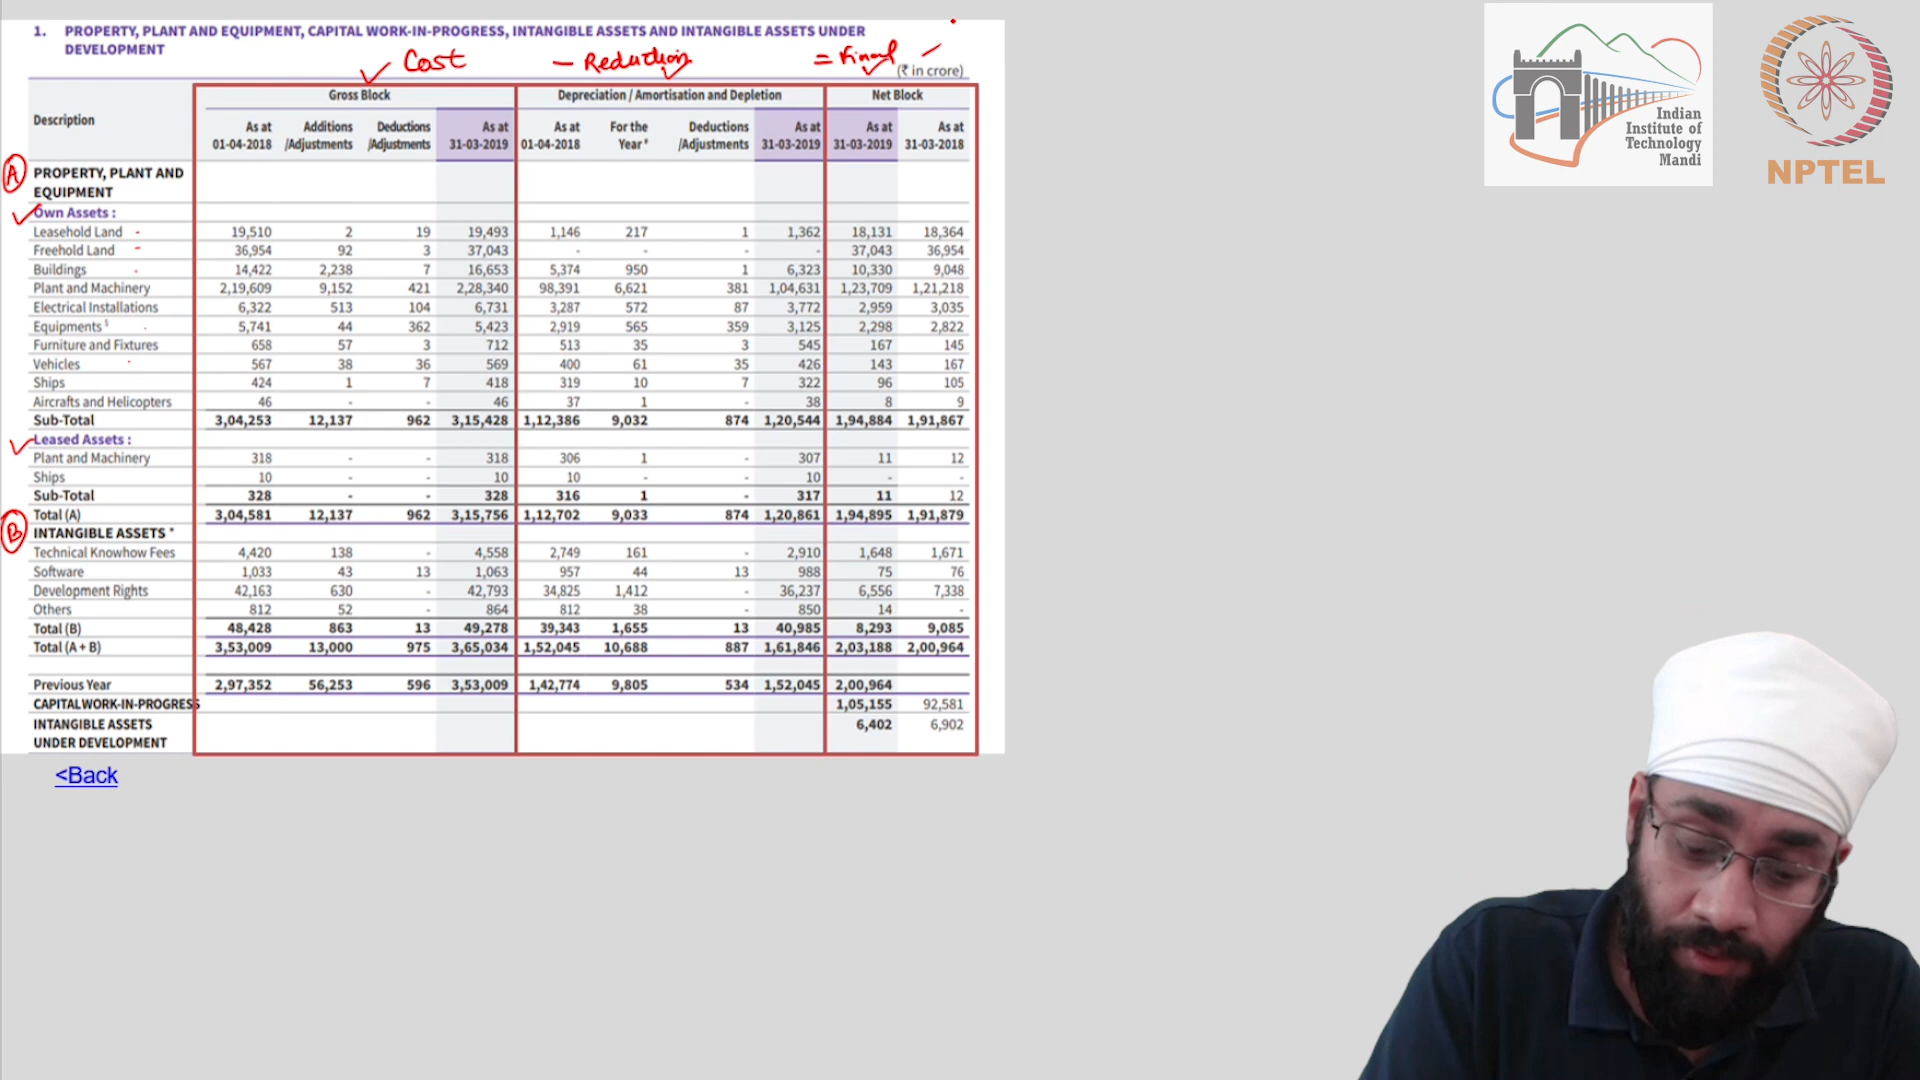 1. PROPERTY, PLANT AND EQUIPMENT, CAPITAL WORK-IN-PROGRESS, INTANGIBLE ASSETS AND INTANGIBLE ASSETS UNDER
DEVELOPMENT
Cost - Reduction = Final
(₹ in crore)
Description Gross Block Depreciation / Amortisation and Depletion Net Block
As at 01-04-2018 Additions /Adjustments Deductions /Adjustments As at 31-03-2019 As at 01-04-2018 For the Year # Deductions /Adjustments As at 31-03-2019 As at 31-03-2019 As at 31-03-2018
A PROPERTY, PLANT AND
EQUIPMENT
Own Assets :
Leasehold Land 19,510 2 19 19,493 1,146 217 1 1,362 18,131 18,364
Freehold Land 36,954 92 3 37,043 - - - - 37,043 36,954
Buildings 14,422 2,238 7 16,653 5,374 950 1 6,323 10,330 9,048
Plant and Machinery 2,19,609 9,152 421 2,28,340 98,391 6,621 381 1,04,631 1,23,709 1,21,218
Electrical Installations 6,322 513 104 6,731 3,287 572 87 3,772 2,959 3,035
Equipments $ 5,741 44 362 5,423 2,919 565 359 3,125 2,298 2,822
Furniture and Fixtures 658 57 3 712 513 35 3 545 167 145
Vehicles 567 38 36 569 400 61 35 426 143 167
Ships 424 1 7 418 319 10 7 322 96 105
Aircrafts and Helicopters 46 - - 46 37 1 - 38 8 9
Sub-Total 3,04,253 12,137 962 3,15,428 1,12,386 9,032 874 1,20,544 1,94,884 1,91,867
Leased Assets :
Plant and Machinery 318 - - 318 306 1 - 307 11 12
Ships 10 - - 10 10 - - 10 - -
Sub-Total 328 - - 328 316 1 - 317 11 12
Total (A) 3,04,581 12,137 962 3,15,756 1,12,702 9,033 874 1,20,861 1,94,895 1,91,879
B INTANGIBLE ASSETS *
Technical Knowhow Fees 4,420 138 - 4,558 2,749 161 - 2,910 1,648 1,671
Software 1,033 43 13 1,063 957 44 13 988 75 76
Development Rights 42,163 630 - 42,793 34,825 1,412 - 36,237 6,556 7,338
Others 812 52 - 864 812 38 - 850 14 -
Total (B) 48,428 863 13 49,278 39,343 1,655 13 40,985 8,293 9,085
Total (A + B) 3,53,009 13,000 975 3,65,034 1,52,045 10,688 887 1,61,846 2,03,188 2,00,964
Previous Year 2,97,352 56,253 596 3,53,009 1,42,774 9,805 534 1,52,045 2,00,964
CAPITAL WORK-IN-PROGRESS 1,05,155 92,581
INTANGIBLE ASSETS 6,402 6,902
UNDER DEVELOPMENT
<Back
Indian
Institute of
Technology
Mandi
NPTEL